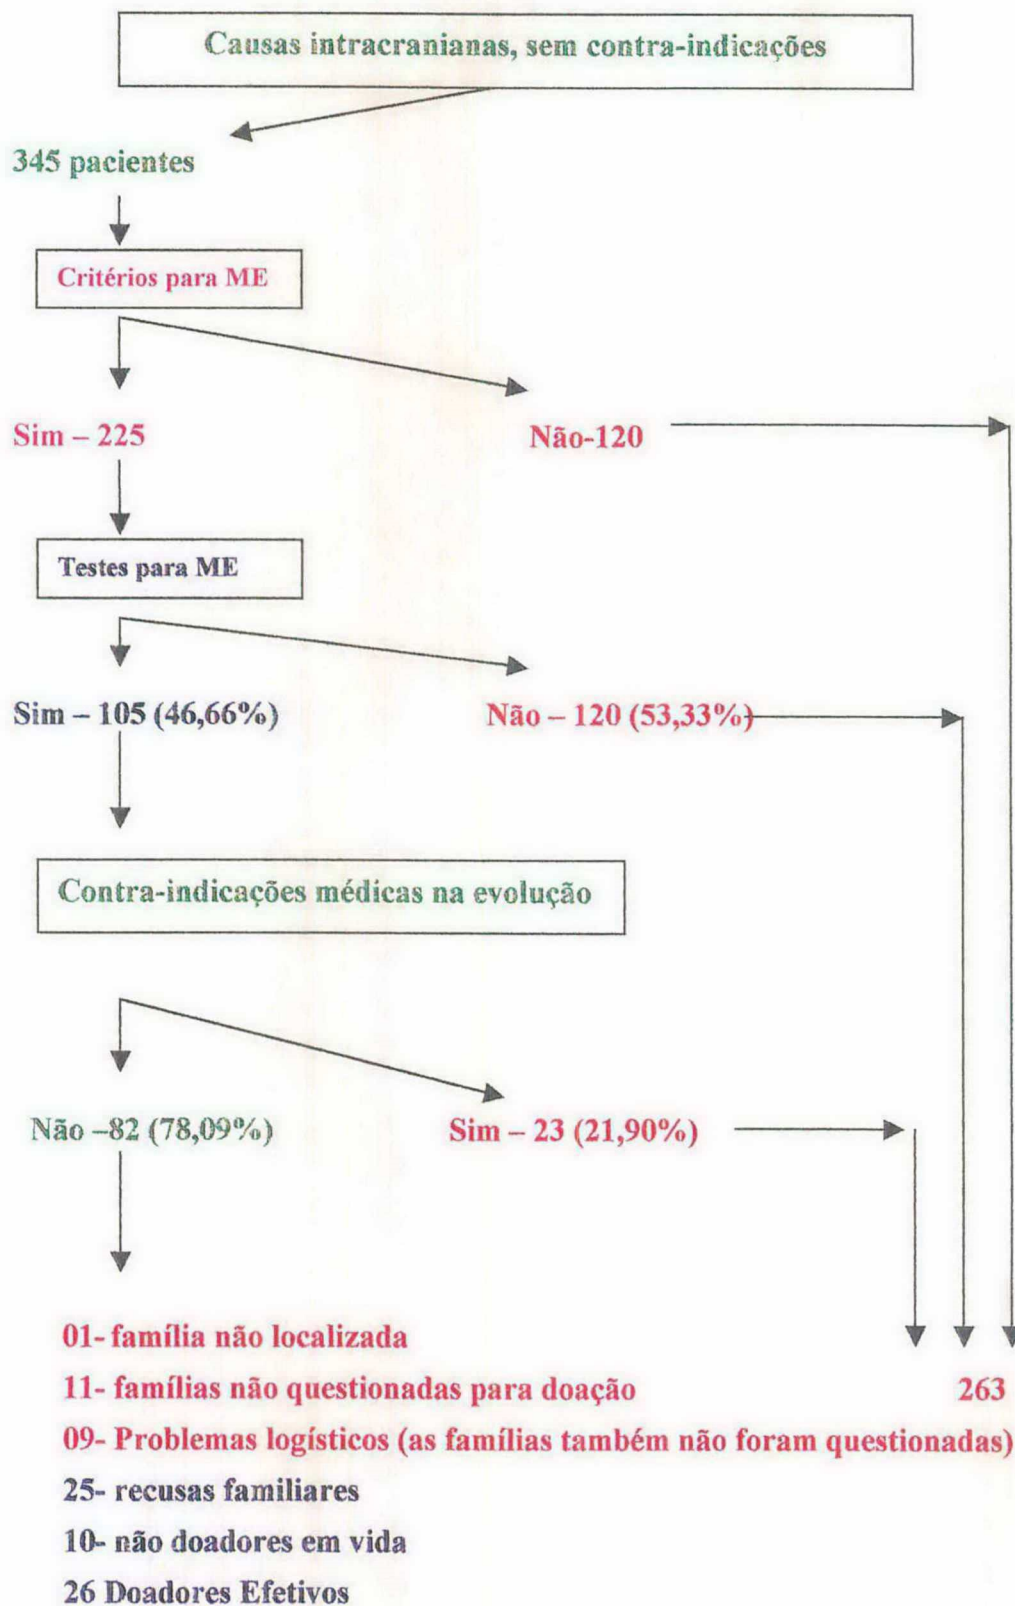 Causas intracranianas, sem contra-indicações
345 pacientes
Critérios para ME
Sim – 225
Não-120
Testes para ME
Sim – 105 (46,66%)
Não – 120 (53,33%)
Contra-indicações médicas na evolução
Não –82 (78,09%)
Sim – 23 (21,90%)
01- família não localizada
11- famílias não questionadas para doação
263
09- Problemas logísticos (as famílias também não foram questionadas)
25- recusas familiares
10- não doadores em vida
26 Doadores Efetivos